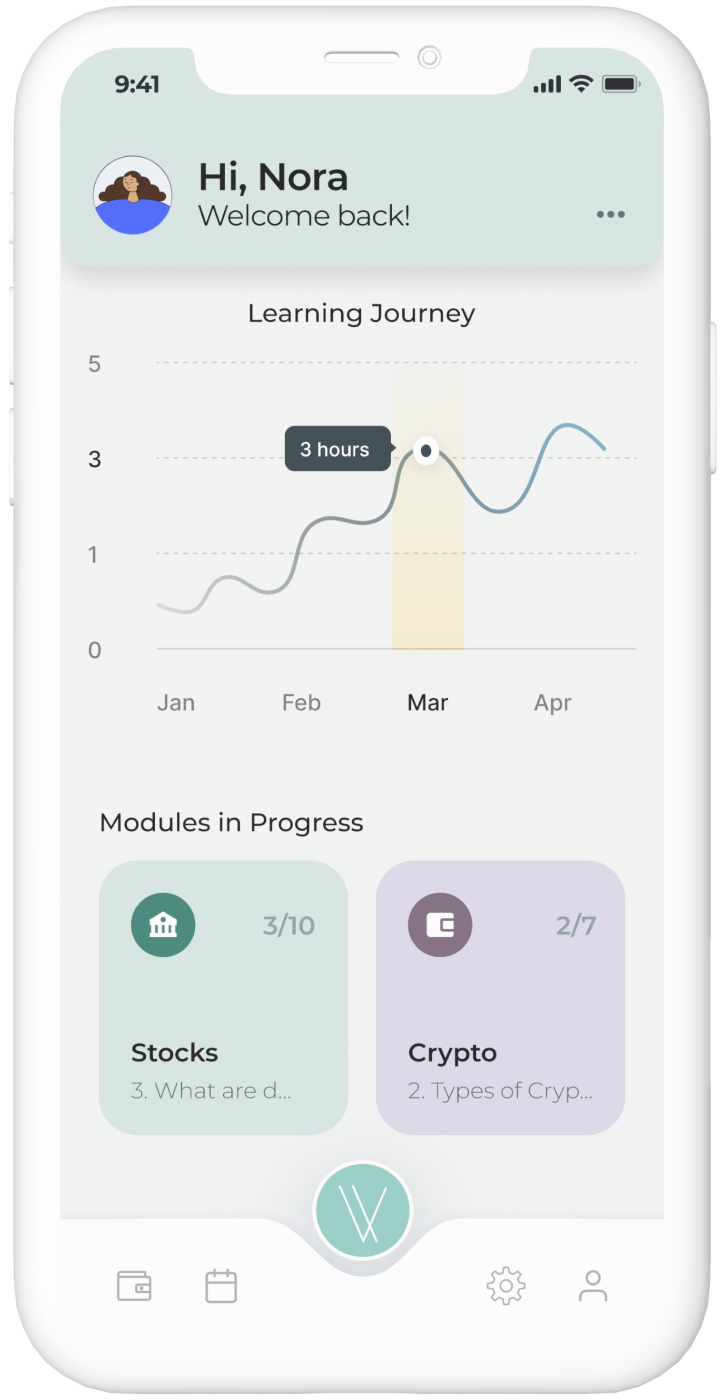 9:41
Hi, Nora
Welcome back!
Learning Journey
5
3 hours
3
1
0
Jan Feb Mar Apr
Modules in Progress
3/10
Stocks
3. What are d...
2/7
Crypto
2. Types of Cryp...